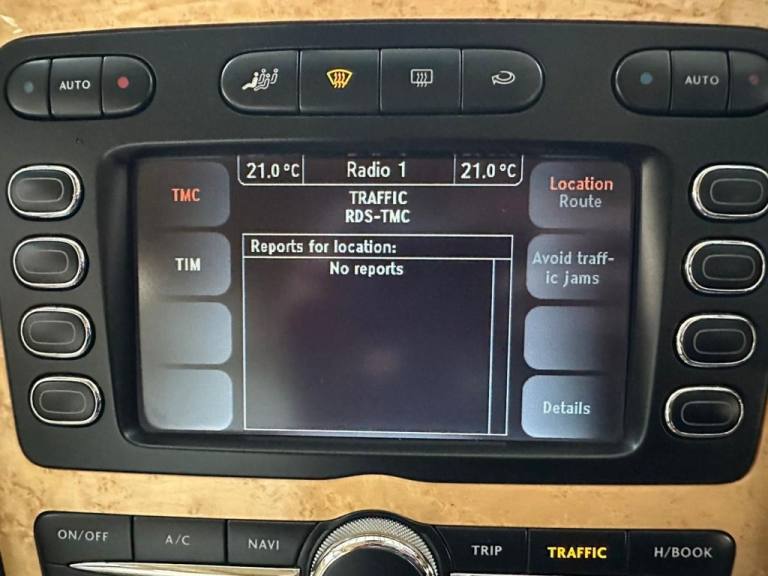 AUTO
AUTO
21.0 °C Radio 1 21.0 °C
TMC
TRAFFIC
RDS-TMC
Location
Route
Reports for location:
No reports
TIM
Avoid traff-
ic jams
Details
ON/OFF A/C NAVI TRIP TRAFFIC H/BOOK